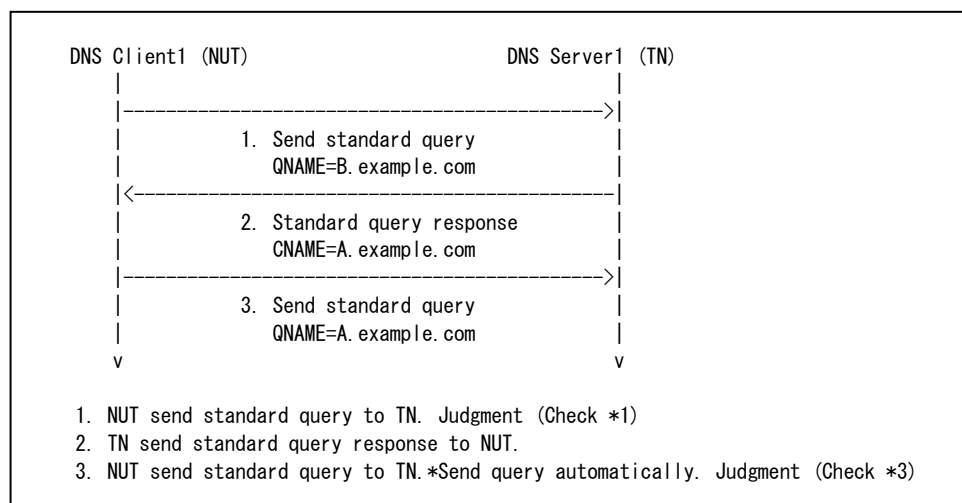 DNS Client1 (NUT) DNS Server1 (TN)
1. Send standard query
QNAME=B.example.com
2. Standard query response
CNAME=A.example.com
3. Send standard query
QNAME=A.example.com
v v
1. NUT send standard query to TN. Judgment (Check *1)
2. TN send standard query response to NUT.
3. NUT send standard query to TN.*Send query automatically. Judgment (Check *3)